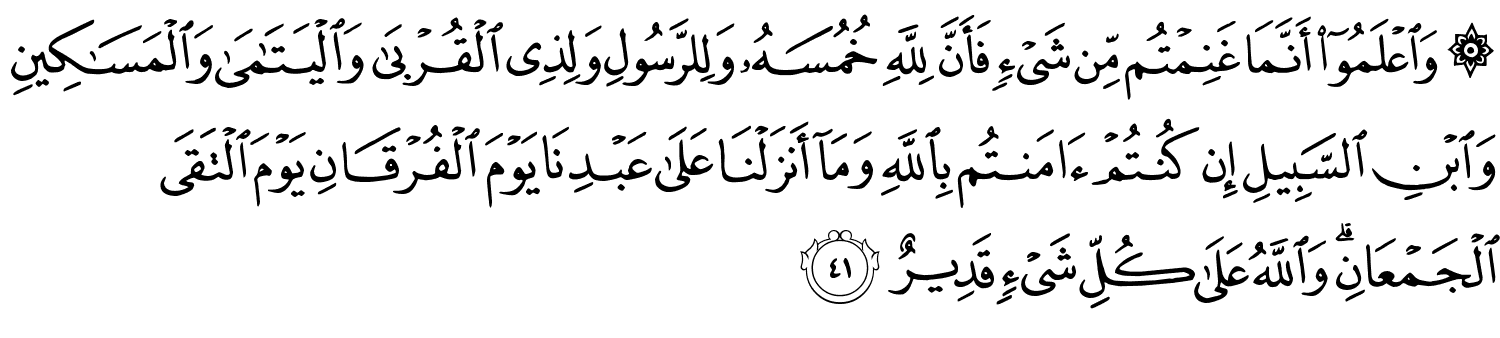 ۞ وَٱعۡلَمُوٓاْ أَنَّمَا غَنِمۡتُم مِّن شَيۡءٖ فَأَنَّ لِلَّهِ خُمُسَهُۥ وَلِلرَّسُولِ وَلِذِي ٱلۡقُرۡبَىٰ وَٱلۡيَتَٰمَىٰ وَٱلۡمَسَٰكِينِ
وَٱبۡنِ ٱلسَّبِيلِ إِن كُنتُمۡ ءَامَنتُم بِٱللَّهِ وَمَآ أَنزَلۡنَا عَلَىٰ عَبۡدِنَا يَوۡمَ ٱلۡفُرۡقَانِ يَوۡمَ ٱلۡتَقَى
ٱلۡجَمۡعَانِۗ وَٱللَّهُ عَلَىٰ كُلِّ شَيۡءٖ قَدِيرٌ ٤١